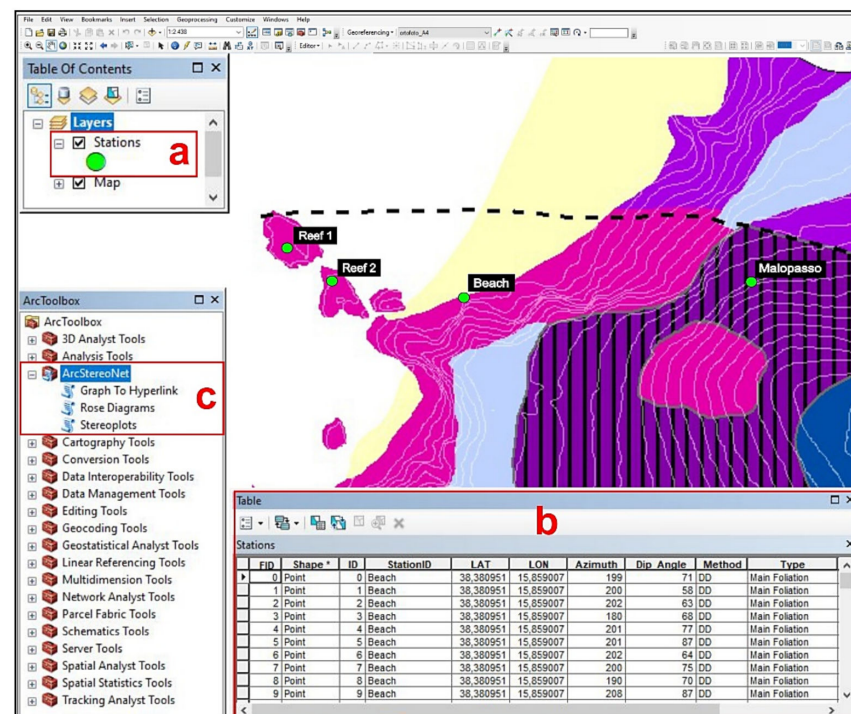 File Edit View Bookmarks Insert Selection Geoprocessing Customize Windows Help
1:2.438
Georeferencing ortofoto_A4
Editor
Table Of Contents
Layers
Stations
a
Map
Reef 1
Reef 2
Beach
Malopasso
ArcToolbox
ArcToolbox
3D Analyst Tools
Analysis Tools
ArcStereoNet
Graph To Hyperlink
Rose Diagrams
Stereoplots
c
Cartography Tools
Conversion Tools
Data Interoperability Tools
Data Management Tools
Editing Tools
Geocoding Tools
Geostatistical Analyst Tools
Linear Referencing Tools
Multidimension Tools
Network Analyst Tools
Parcel Fabric Tools
Schematics Tools
Server Tools
Spatial Analyst Tools
Spatial Statistics Tools
Tracking Analyst Tools
Table
b
Stations
FID Shape * ID StationID LAT LON Azimuth Dip_Angle Method Type
0 Point 0 Beach 38,380951 15,859007 199 71 DD Main Foliation
1 Point 1 Beach 38,380951 15,859007 200 58 DD Main Foliation
2 Point 2 Beach 38,380951 15,859007 202 63 DD Main Foliation
3 Point 3 Beach 38,380951 15,859007 180 68 DD Main Foliation
4 Point 4 Beach 38,380951 15,859007 201 77 DD Main Foliation
5 Point 5 Beach 38,380951 15,859007 201 87 DD Main Foliation
6 Point 6 Beach 38,380951 15,859007 202 64 DD Main Foliation
7 Point 7 Beach 38,380951 15,859007 200 75 DD Main Foliation
8 Point 8 Beach 38,380951 15,859007 190 70 DD Main Foliation
9 Point 9 Beach 38,380951 15,859007 208 87 DD Main Foliation